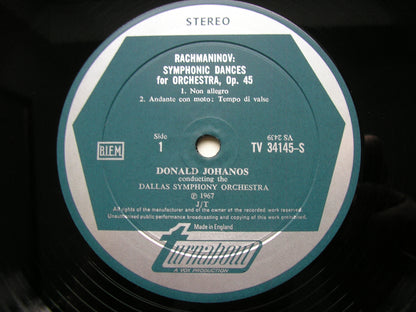 STEREO
RACHMANINOV:
SYMPHONIC DANCES
for ORCHESTRA, Op. 45
1. Non allegro
2. Andante con moto; Tempo di valse
B.I.E.M.
Side
1
VS 2439
TV 34145-S
DONALD JOHANOS
conducting the
DALLAS SYMPHONY ORCHESTRA
℗ 1967
J/T
All rights of the manufacturer and of the owner of the recorded work reserved.
Unauthorised public performance broadcasting and copying of this work prohibited.
Made in England
turnabout
A VOX PRODUCTION